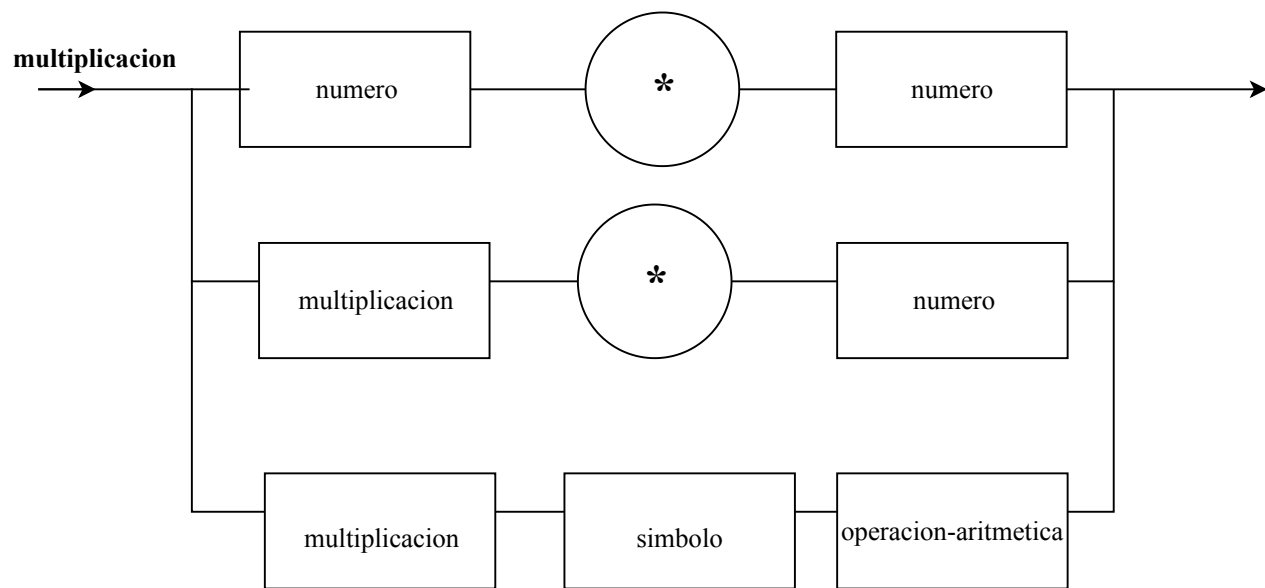 multiplicacion
numero
*
numero
multiplicacion
*
numero
multiplicacion
simbolo
operacion-aritmetica